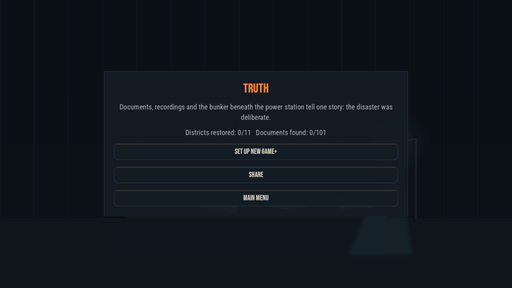 TRUTH
Documents, recordings and the bunker beneath the power station tell one story: the disaster was
deliberate.
Districts restored: 0/11 Documents found: 0/101
SET UP NEW GAME+
SHARE
MAIN MENU